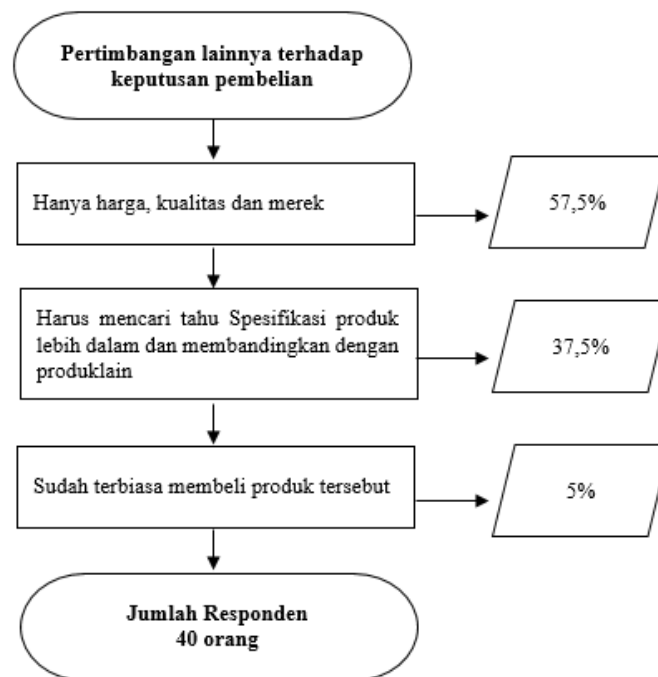 Pertimbangan lainnya terhadap
keputusan pembelian
Hanya harga, kualitas dan merek
57,5%
Harus mencari tahu Spesifikasi produk
lebih dalam dan membandingkan dengan
produklain
37,5%
Sudah terbiasa membeli produk tersebut
5%
Jumlah Responden
40 orang